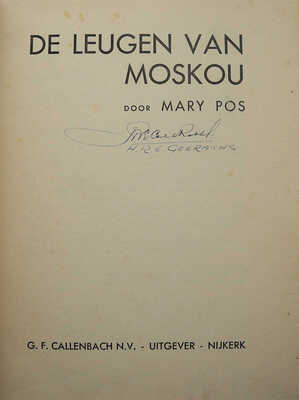 DE LEUGEN VAN
MOSKOU
DOOR MARY POS
G. F. CALLENBACH N.V. - UITGEVER - NIJKERK